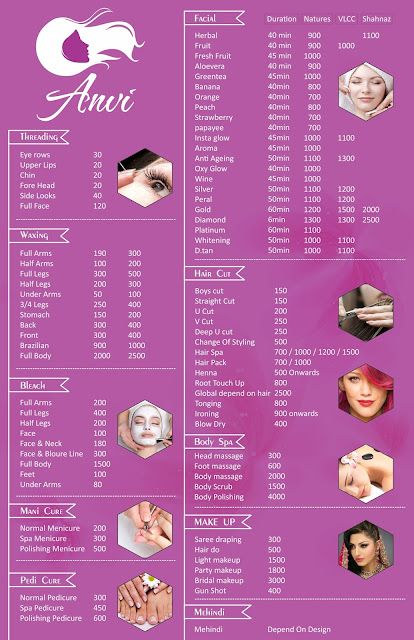 Anvi
Threading
Eye rows 30
Upper Lips 20
Chin 20
Fore Head 20
Side Looks 40
Full Face 120
Waxing
Full Arms 190 300
Half Arms 100 200
Full Legs 300 500
Half Legs 200 300
Under Arms 50 100
3/4 Legs 250 400
Stomach 150 200
Back 300 400
Front 300 400
Brazilian 900 1000
Full Body 2000 2500
Bleach
Full Arms 200
Full Legs 400
Half Legs 200
Face 100
Face & Neck 180
Face & Bloure Line 300
Full Body 1500
Feet 100
Under Arms 80
Mani Cure
Normal Menicure 200
Spa Menicure 300
Polishing Menicure 500
Pedi Cure
Normal Pedicure 300
Spa Pedicure 450
Polishing Pedicure 600
Facial Duration Natures VLCC Shahnaz
Herbal 40 min 900 1100
Fruit 40 min 900 1000
Fresh Fruit 45 min 1000
Aloevera 40 min 900
Greentea 45min 1000
Banana 40min 800
Orange 40min 700
Peach 40min 800
Strawberry 40min 700
papayee 40min 700
Insta glow 45min 1000 1100
Aroma 45min 1000
Anti Ageing 50min 1100 1300
Oxy Glow 40min 1000
Wine 45min 1000
Silver 50min 1100 1200
Peral 50min 1100 1200
Gold 60min 1200 1500 2000
Diamond 6min 1300 1300 2500
Platinum 60min 1100
Whitening 50min 1000 1100
D.tan 50min 1000 1100
Hair Cut
Boys cut 150
Straight Cut 150
U Cut 200
V Cut 250
Deep U cut 250
Change Of Styling 500
Hair Spa 700 / 1000 / 1200 / 1500
Hair Pack 700 / 1000
Henna 500 Onwards
Root Touch Up 800
Global depend on hair 2500
Tonging 800
Ironing 900 onwards
Blow Dry 400
Body Spa
Head massage 300
Foot massage 600
Body massage 2000
Body Scrub 1500
Body Polishing 4000
MAKE UP
Saree draping 300
Hair do 500
Light makeup 1500
Party makeup 1800
Bridal makeup 3000
Gun Shot 400
Mehindi
Mehindi Depend On Design